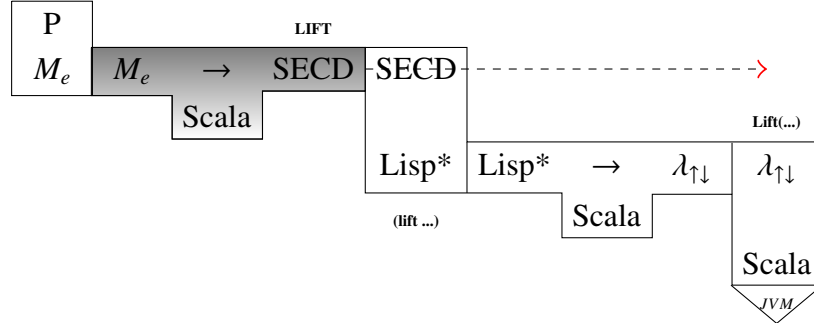 P
LIFT
M_e M_e → SECD SECD
Scala
Lift(...)
Lisp* Lisp* → λ↑↓ λ↑↓
(lift ...)
Scala
Scala
JVM